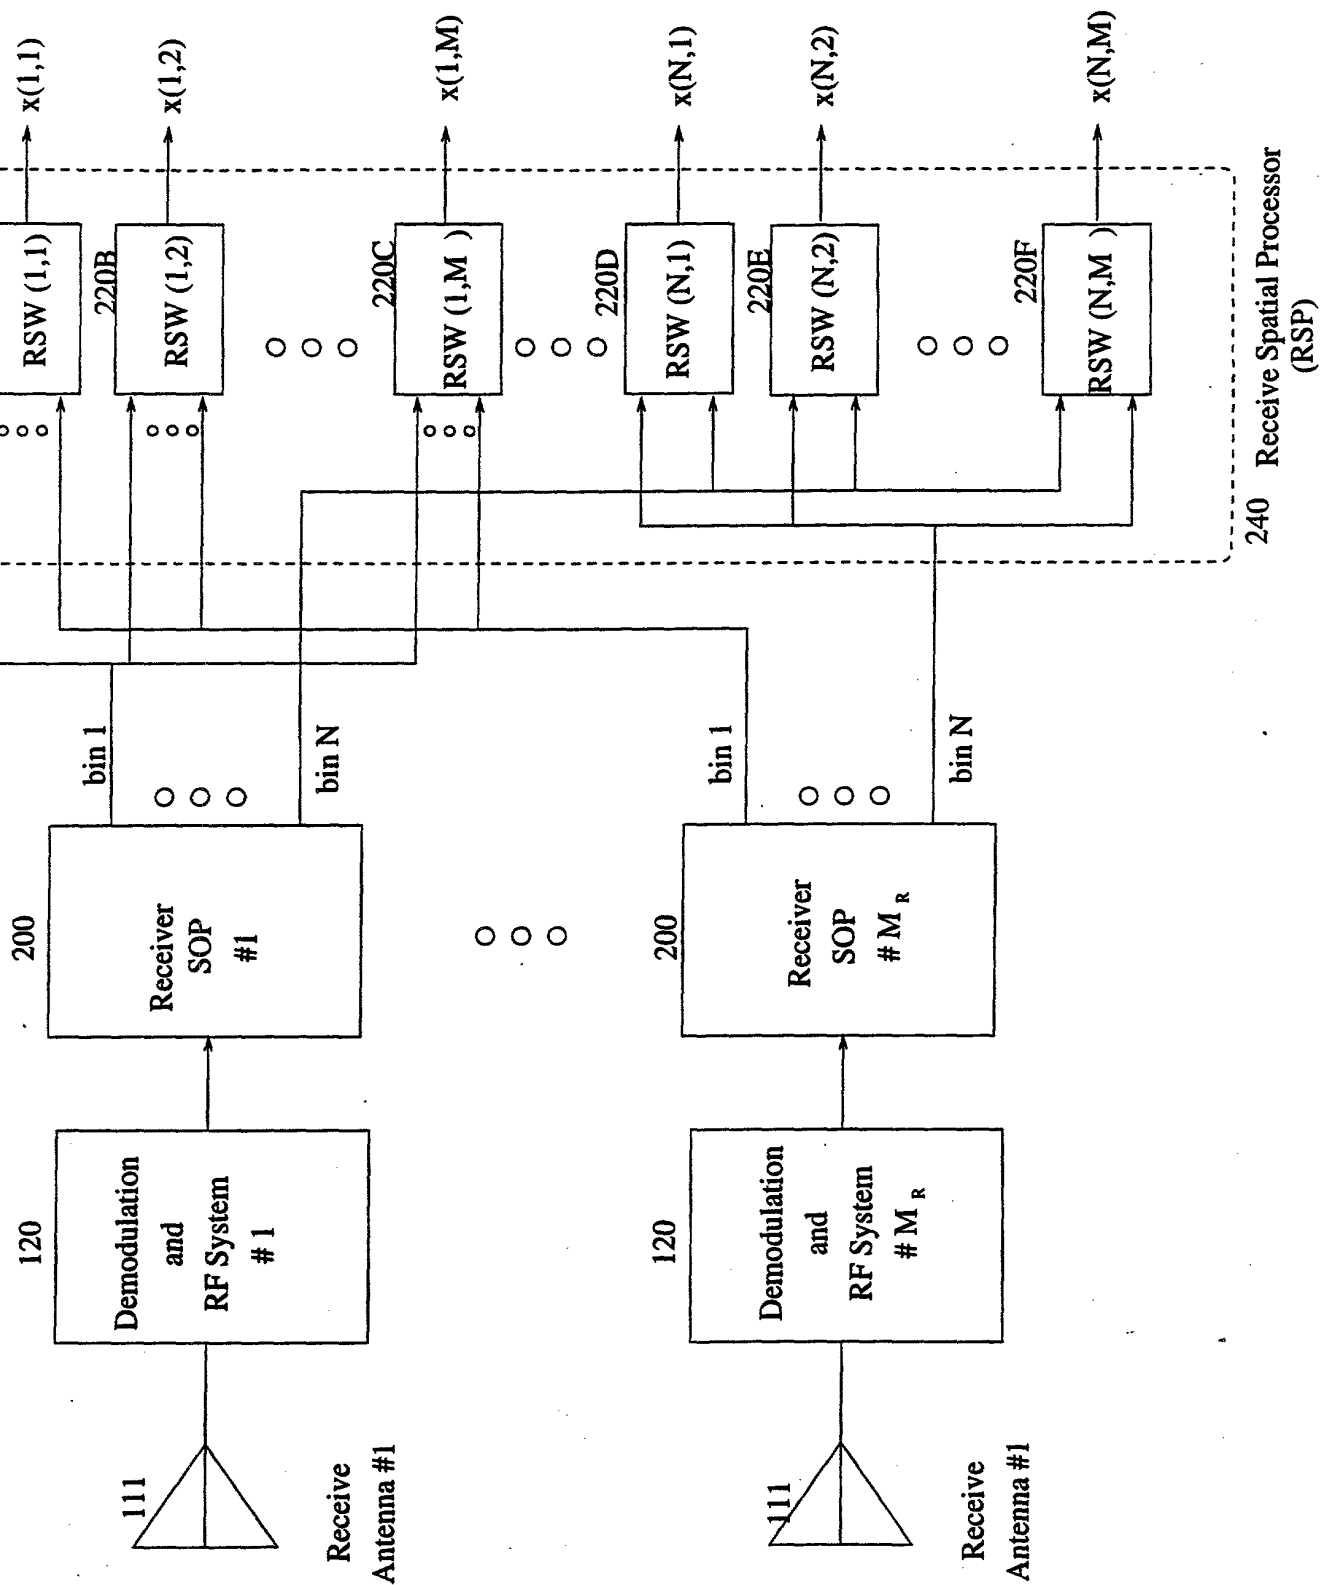 x(1,1)
x(1,2)
x(1,M)
x(N,1)
x(N,2)
x(N,M)
RSW (1,1)
220B
RSW (1,2)
220C
RSW (1,M )
220D
RSW (N,1)
220E
RSW (N,2)
220F
RSW (N,M )
240 Receive Spatial Processor
(RSP)
bin 1
bin N
bin 1
bin N
200
Receiver
SOP
#1
200
Receiver
SOP
# M R
120
Demodulation
and
RF System
# 1
120
Demodulation
and
RF System
# M R
111
Receive
Antenna #1
111
Receive
Antenna #1